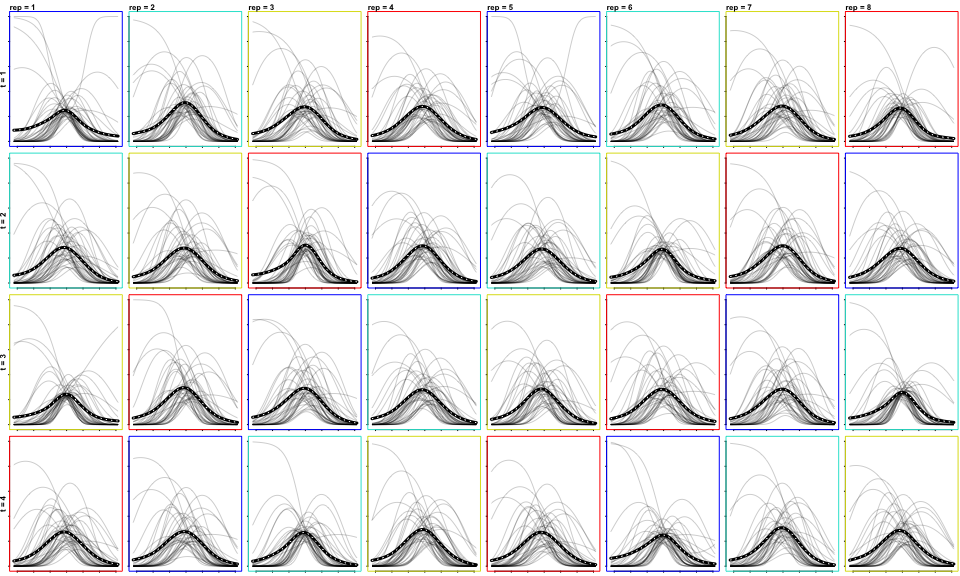 rep = 1 rep = 2 rep = 3 rep = 4 rep = 5 rep = 6 rep = 7 rep = 8
t = 1
t = 2
t = 3
t = 4